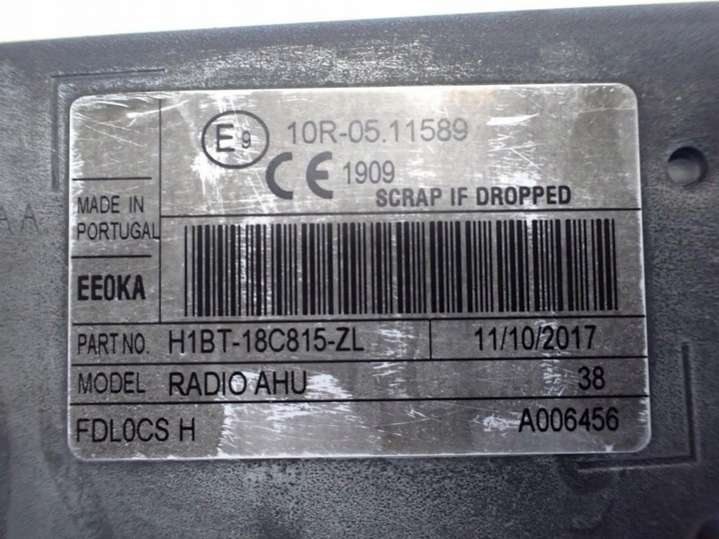 E9 10R-05.11589
CE 1909
SCRAP IF DROPPED
MADE IN
PORTUGAL
EE0KA
PART NO. H1BT-18C815-ZL 11/10/2017
MODEL RADIO AHU 38
FDL0CS H A006456
AA